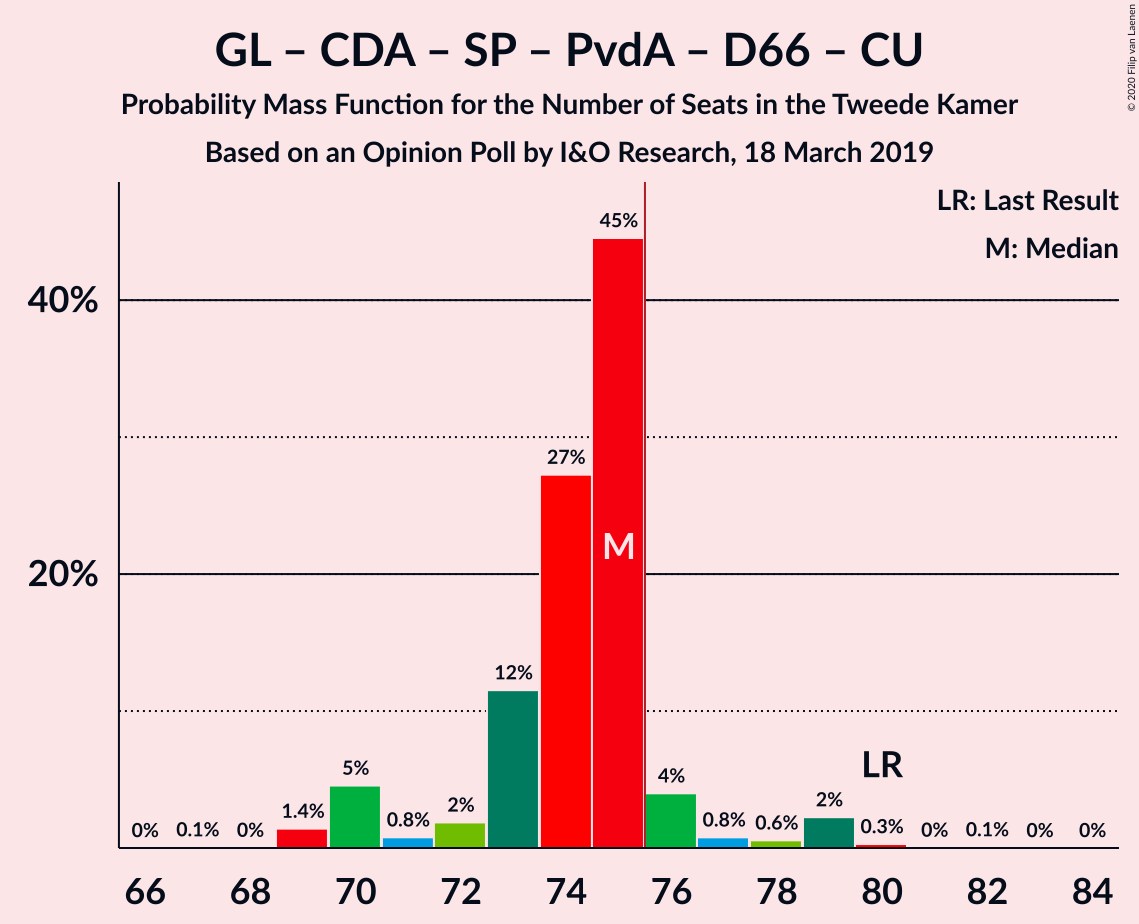 GL – CDA – SP – PvdA – D66 – CU
Probability Mass Function for the Number of Seats in the Tweede Kamer
Based on an Opinion Poll by I&O Research, 18 March 2019
© 2020 Filip van Laenen
LR: Last Result
M: Median
40%
20%
0%
0.1%
0%
1.4%
5%
0.8%
2%
12%
27%
45%
M
4%
0.8%
0.6%
2%
LR
0.3%
0%
0.1%
0%
0%
66 68 70 72 74 76 78 80 82 84